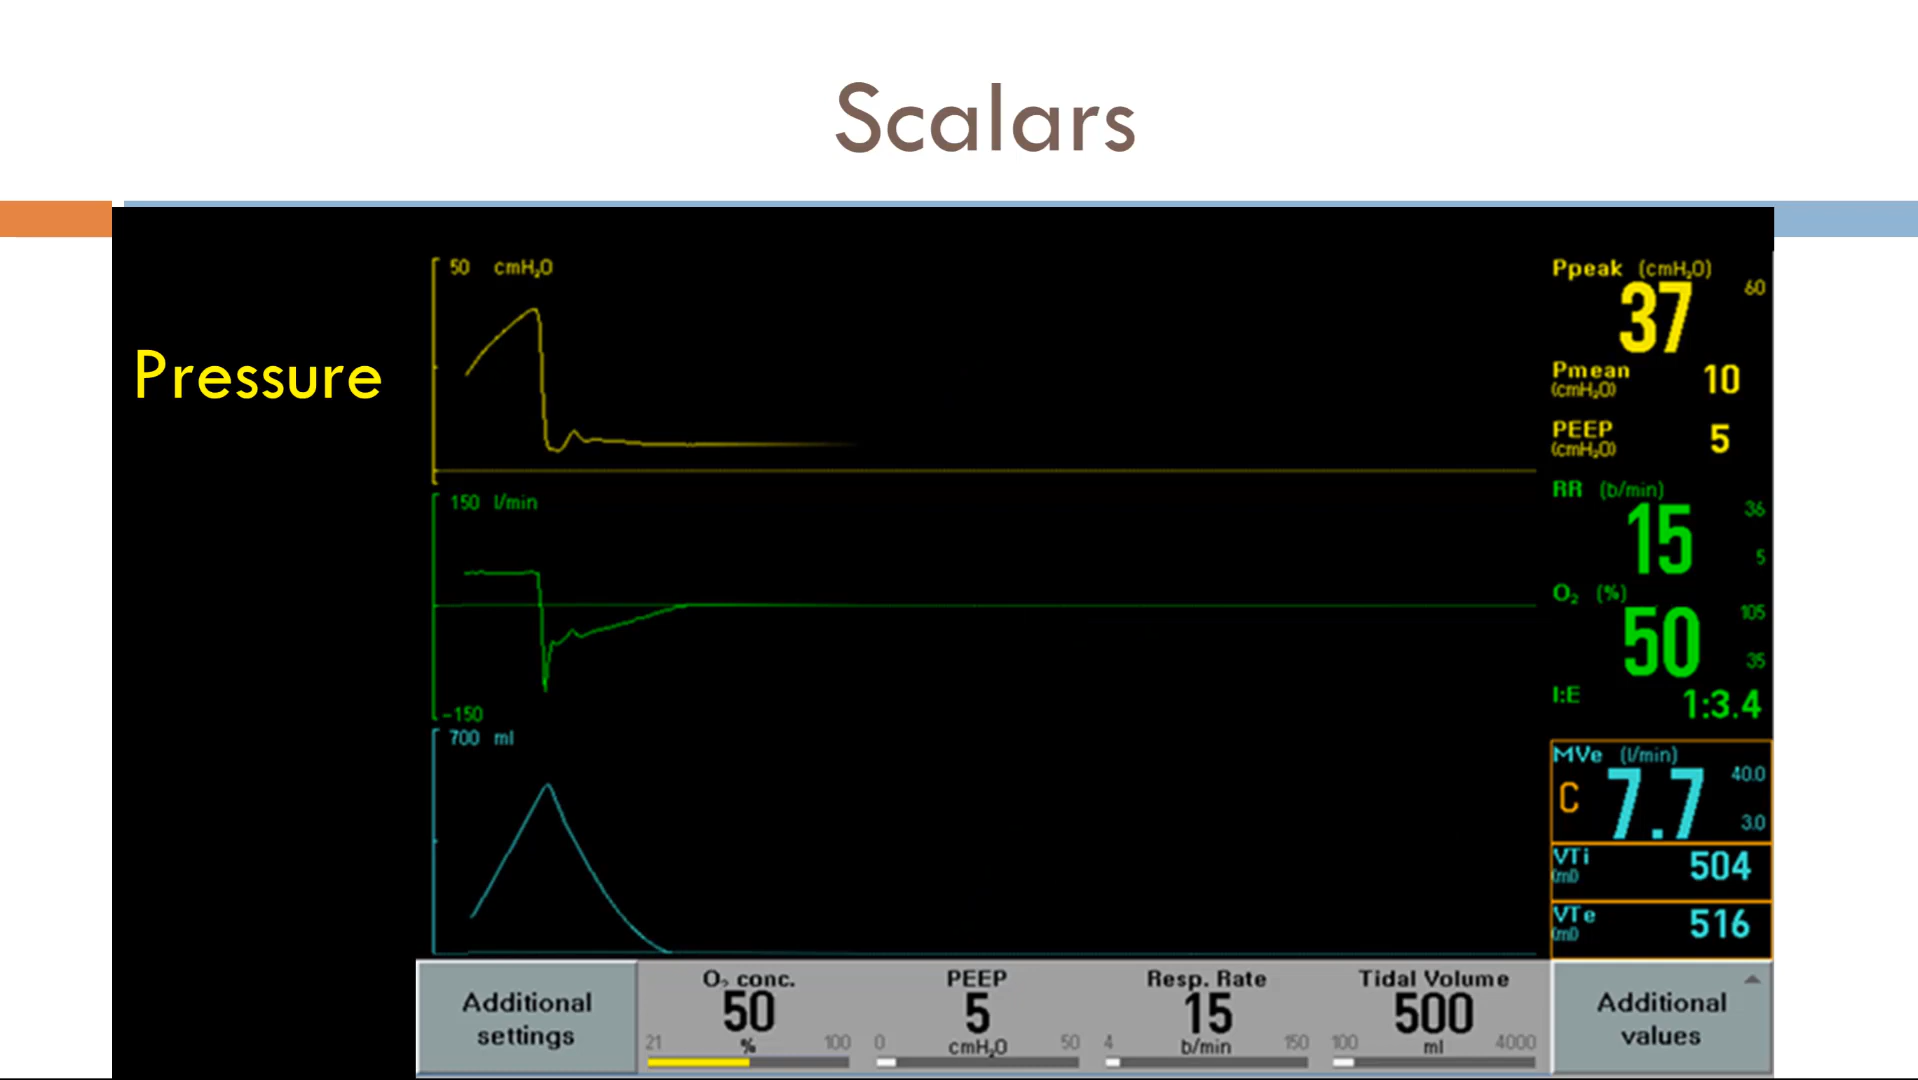 Scalars
Pressure
50 cmH₂O
150 l/min
-150
700 ml
Ppeak (cmH₂O)
37
60
Pmean
(cmH₂O)
10
PEEP
(cmH₂O)
5
RR (b/min)
15
36
5
O₂ (%)
50
105
35
I:E
1:3.4
MVe (l/min)
C
7.7
40.0
3.0
VTi
(ml)
504
VTe
(ml)
516
Additional
settings
O₂ conc.
50
21 % 100
PEEP
5
0 cmH₂O 50
Resp. Rate
15
4 b/min 150
Tidal Volume
500
100 ml 4000
Additional
values